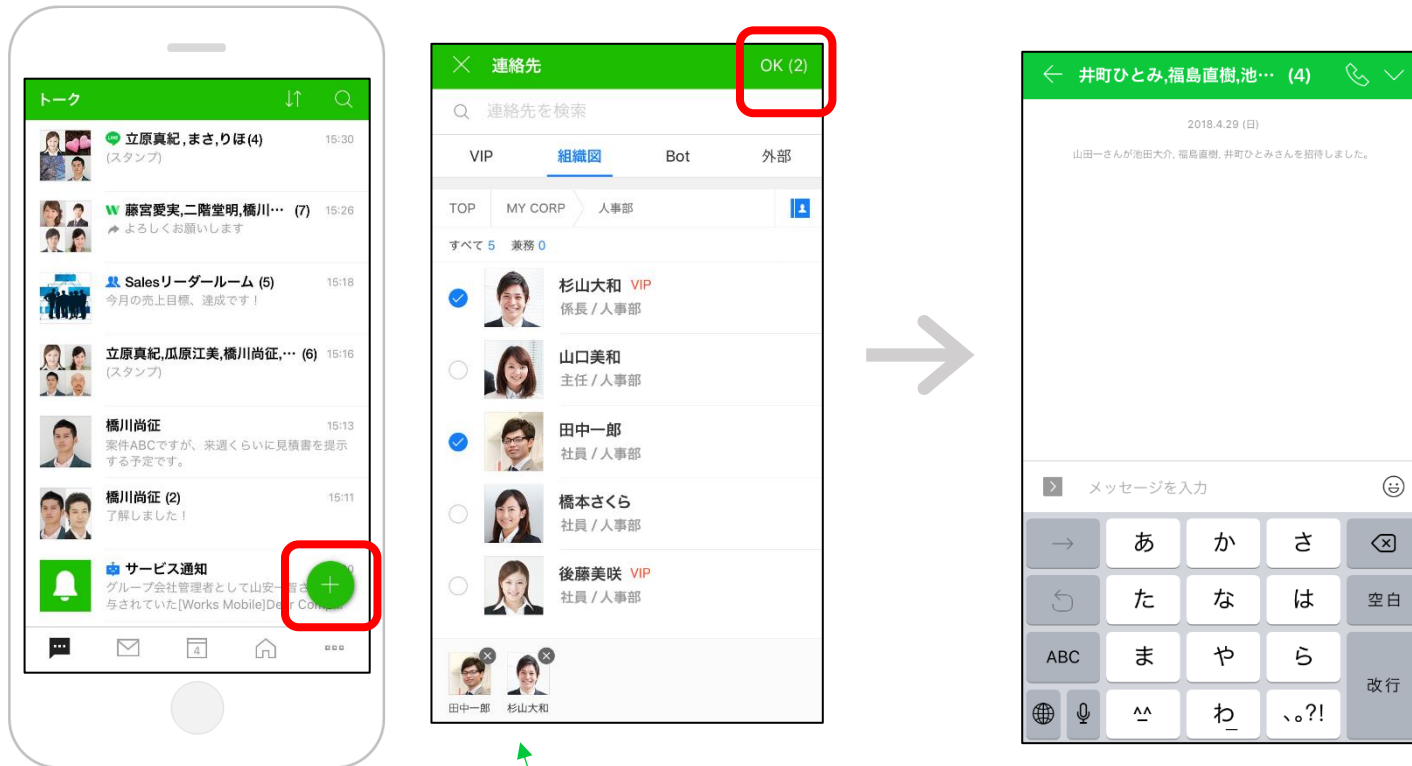 トーク
立原真紀,まさ,りほ(4) 15:30
(スタンプ)
藤宮愛実,二階堂明,橋川… (7) 15:26
よろしくお願いします
Salesリーダールーム (5) 15:18
今月の売上目標、達成です！
立原真紀,瓜原江美,橋川尚征,… (6) 15:16
(スタンプ)
橋川尚征 15:13
案件ABCですが、来週くらいに見積書を提示
する予定です。
橋川尚征 (2) 15:11
了解しました！
サービス通知
グループ会社管理者として山安一智さ
与されていた[Works Mobile]Dear Com
4
連絡先 OK (2)
連絡先を検索
VIP 組織図 Bot 外部
TOP MY CORP 人事部
すべて 5 兼務 0
杉山大和 VIP
係長 / 人事部
山口美和
主任 / 人事部
田中一郎
社員 / 人事部
橋本さくら
社員 / 人事部
後藤美咲 VIP
社員 / 人事部
田中一郎 杉山大和
井町ひとみ,福島直樹,池… (4)
2018.4.29 (日)
山田一さんが池田大介, 福島直樹, 井町ひとみさんを招待しました。
メッセージを入力
→ あ か さ
た な は 空白
ABC ま や ら
改行
^^ わ 、。?!